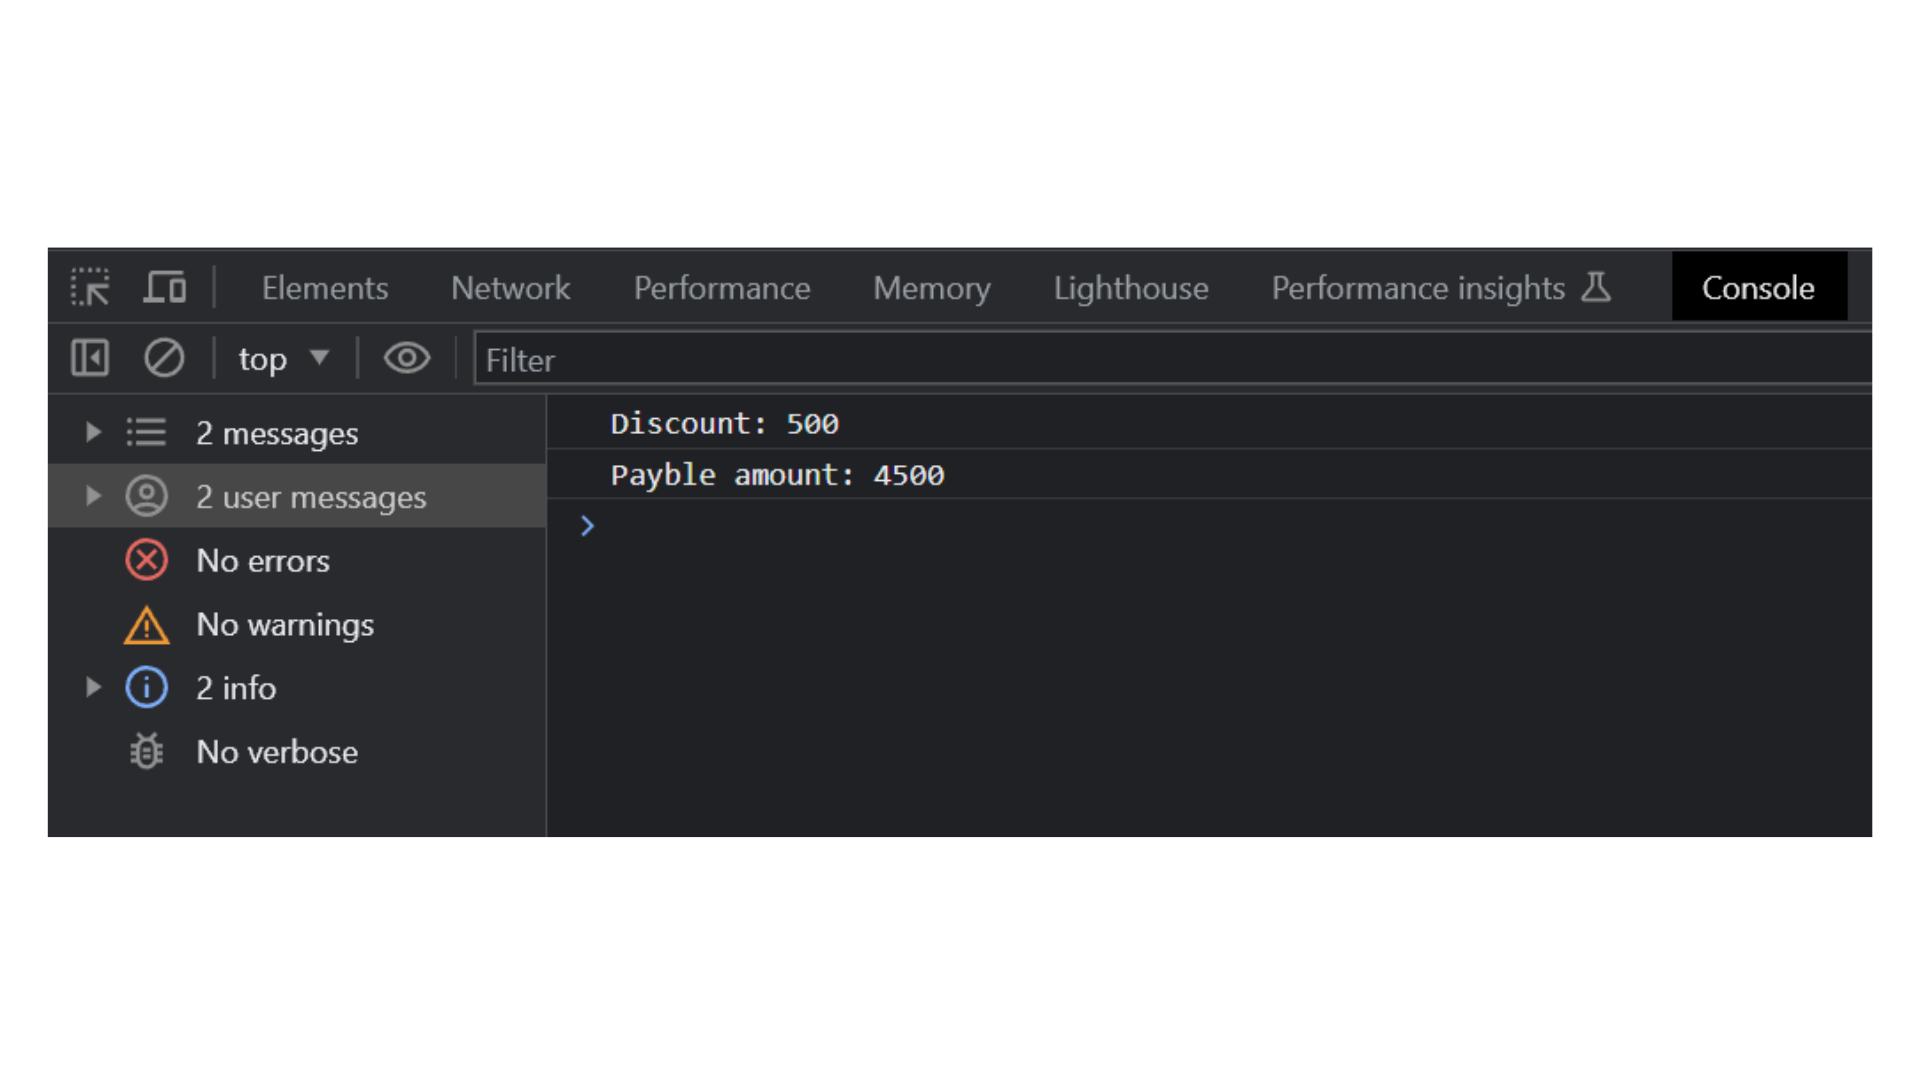 Elements Network Performance Memory Lighthouse Performance insights Console
top Filter
2 messages
2 user messages
No errors
No warnings
2 info
No verbose
Discount: 500
Payble amount: 4500